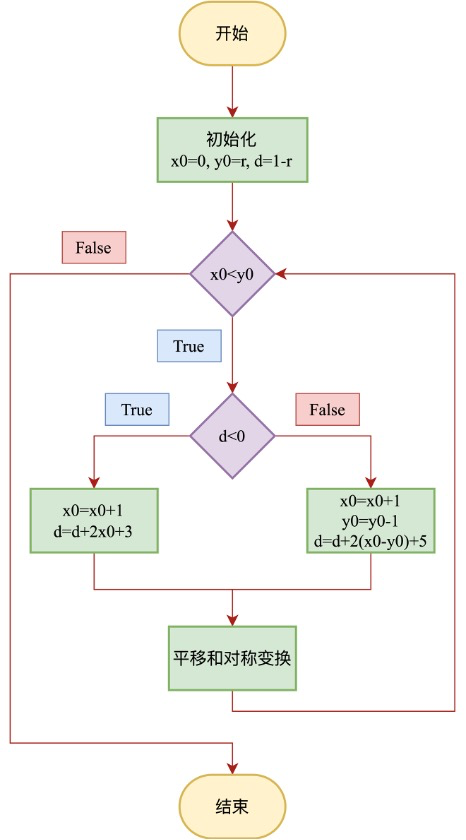 开始
初始化
x0=0, y0=r, d=1-r
False
x0<y0
True
True
False
d<0
x0=x0+1
d=d+2x0+3
x0=x0+1
y0=y0-1
d=d+2(x0-y0)+5
平移和对称变换
结束